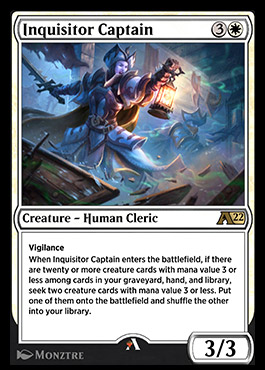 Inquisitor Captain 3
Creature – Human Cleric A22
Vigilance
When Inquisitor Captain enters the battlefield, if there
are twenty or more creature cards with mana value 3 or
less among cards in your graveyard, hand, and library,
seek two creature cards with mana value 3 or less. Put
one of them onto the battlefield and shuffle the other
into your library.
Monztre
3/3